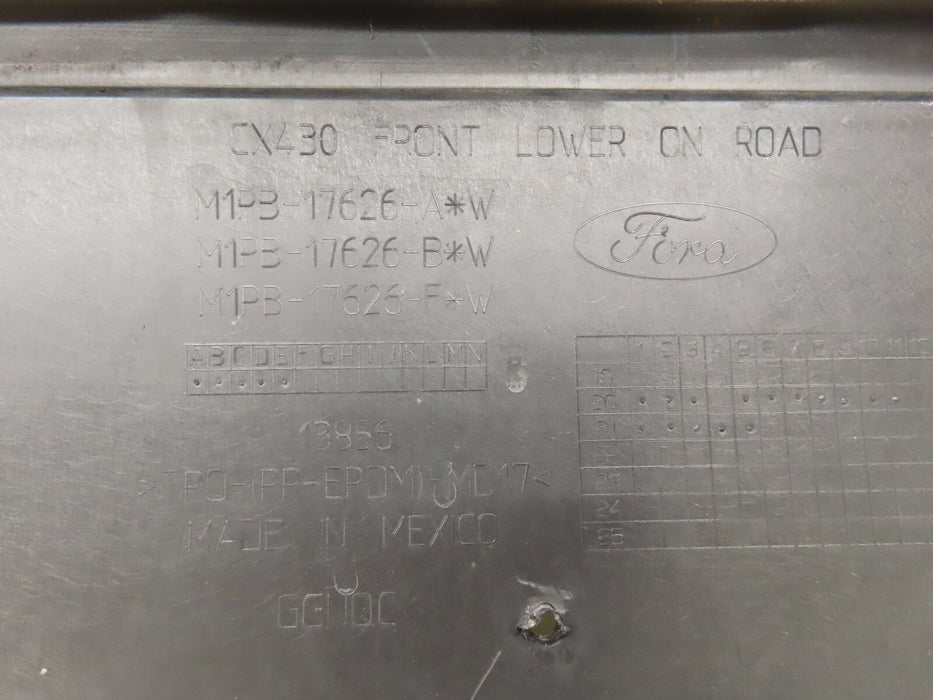 CX430 FRONT LOWER ON ROAD
M1PB-17626-A*W
M1PB-17626-B*W
M1PB-17626-F*W
Ford
A B C D E F G H I J K L M N
1 2 3 4 5 6 7 8 9 10 11 12
19
20
21
22
23
24
25
13856
>TPO-(PP+EPDM)-MD17<
MADE IN MEXICO